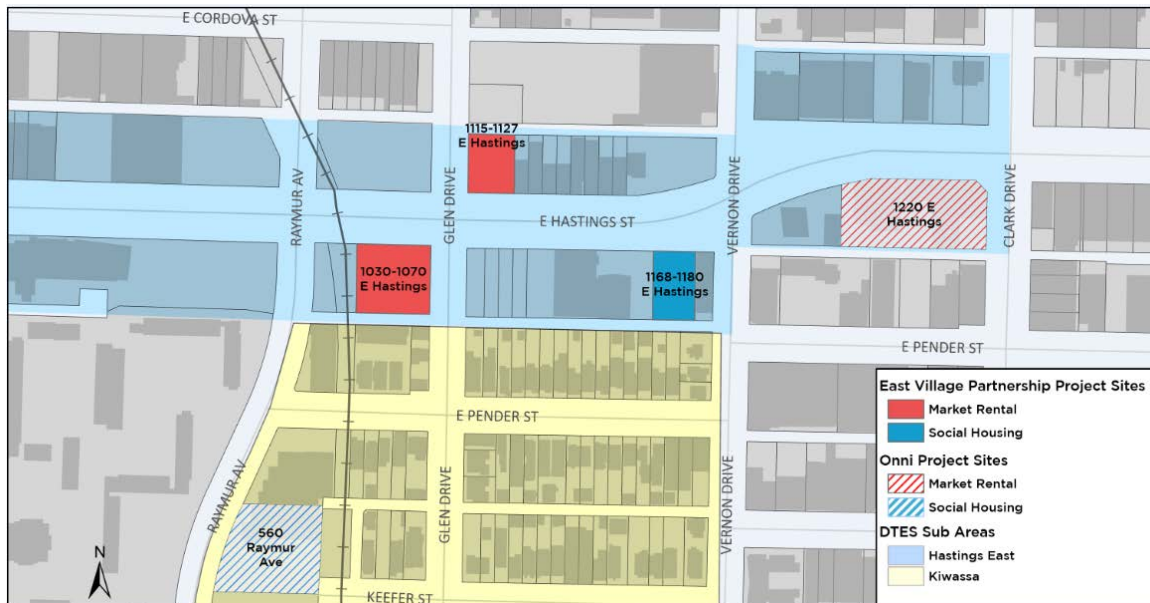 E CORDOVA ST
1115-1127
E Hastings
RAYMUR AV
GLEN DRIVE
E HASTINGS ST
VERNON DRIVE
1220 E
Hastings
CLARK DRIVE
1030-1070
E Hastings
1168-1180
E Hastings
E PENDER ST
E PENDER ST
RAYMUR AV
GLEN DRIVE
VERNON DRIVE
560
Raymur
Ave
N
KEEFER ST
East Village Partnership Project Sites
Market Rental
Social Housing
Onni Project Sites
Market Rental
Social Housing
DTES Sub Areas
Hastings East
Kiwassa